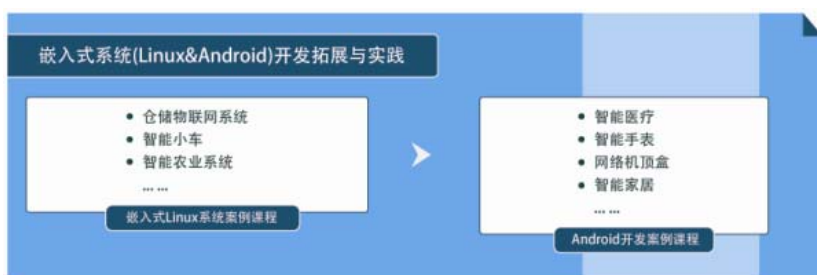 嵌入式系统(Linux&Android)开发拓展与实践
• 仓储物联网系统
• 智能小车
• 智能农业系统
... ...
嵌入式Linux系统案例课程
• 智能医疗
• 智能手表
• 网络机顶盒
• 智能家居
... ...
Android开发案例课程